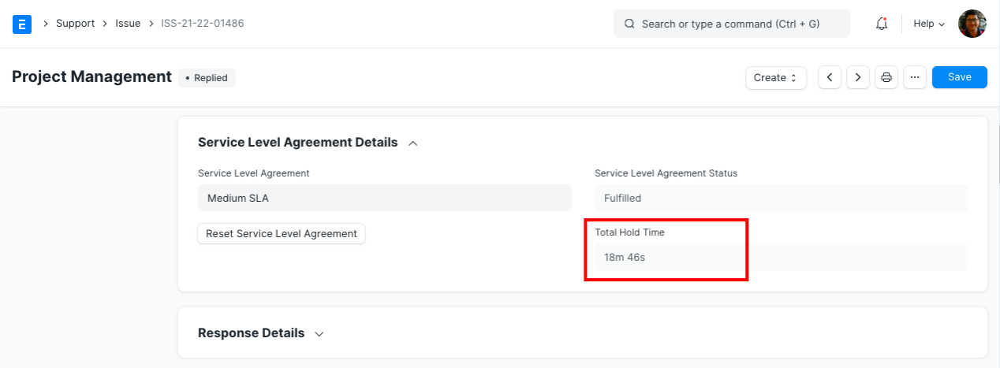 E Support Issue ISS-21-22-01486 Search or type a command (Ctrl + G) Help
Project Management • Replied Create ... Save
Service Level Agreement Details
Service Level Agreement Service Level Agreement Status
Medium SLA Fulfilled
Reset Service Level Agreement Total Hold Time
18m 46s
Response Details